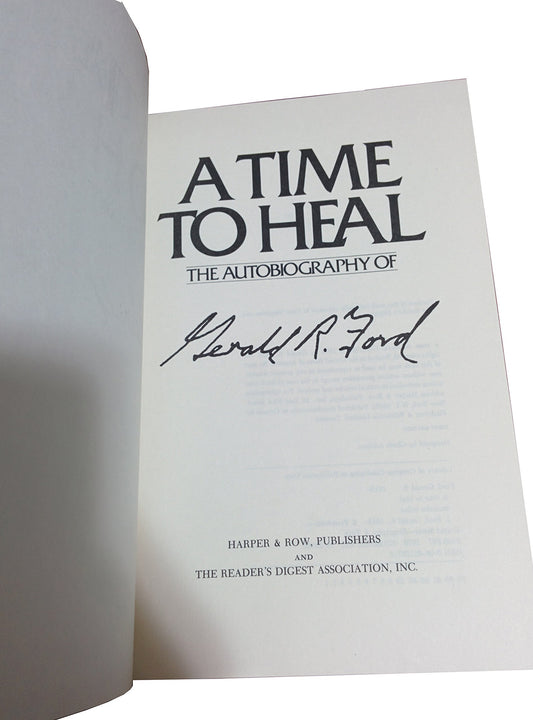 A TIME
TO HEAL
THE AUTOBIOGRAPHY OF
Gerald R. Ford
HARPER & ROW, PUBLISHERS
AND
THE READER'S DIGEST ASSOCIATION, INC.